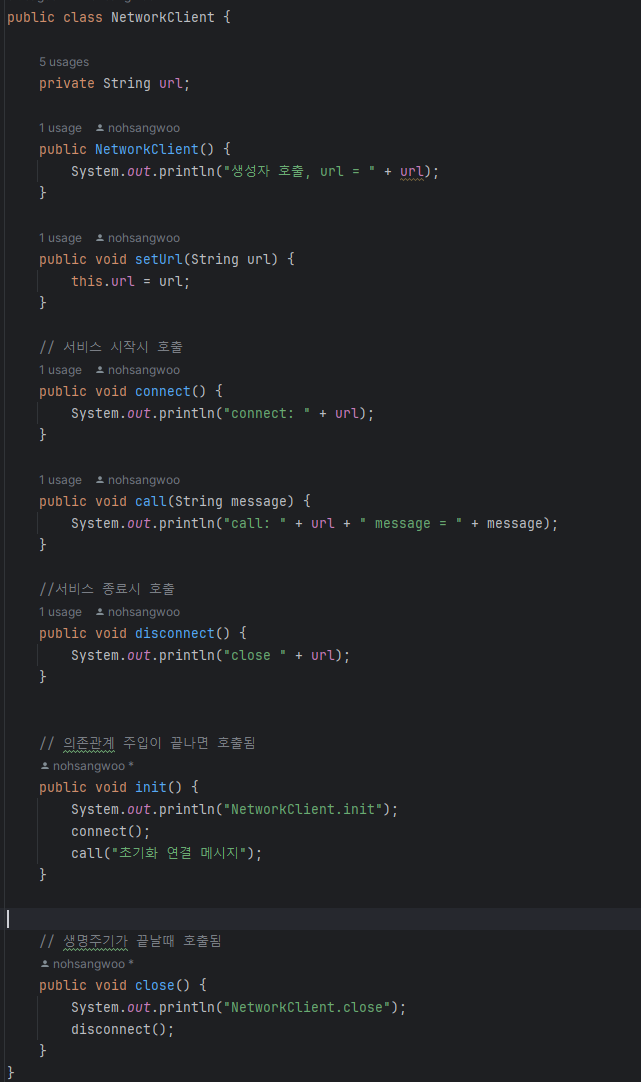 public class NetworkClient {
5 usages
private String url;
1 usage nohsangwoo
public NetworkClient() {
System.out.println("생성자 호출, url = " + url);
}
1 usage nohsangwoo
public void setUrl(String url) {
this.url = url;
}
// 서비스 시작시 호출
1 usage nohsangwoo
public void connect() {
System.out.println("connect: " + url);
}
1 usage nohsangwoo
public void call(String message) {
System.out.println("call: " + url + " message = " + message);
}
//서비스 종료시 호출
1 usage nohsangwoo
public void disconnect() {
System.out.println("close " + url);
}
// 의존관계 주입이 끝나면 호출됨
nohsangwoo *
public void init() {
System.out.println("NetworkClient.init");
connect();
call("초기화 연결 메시지");
}
// 생명주기가 끝날때 호출됨
nohsangwoo *
public void close() {
System.out.println("NetworkClient.close");
disconnect();
}
}